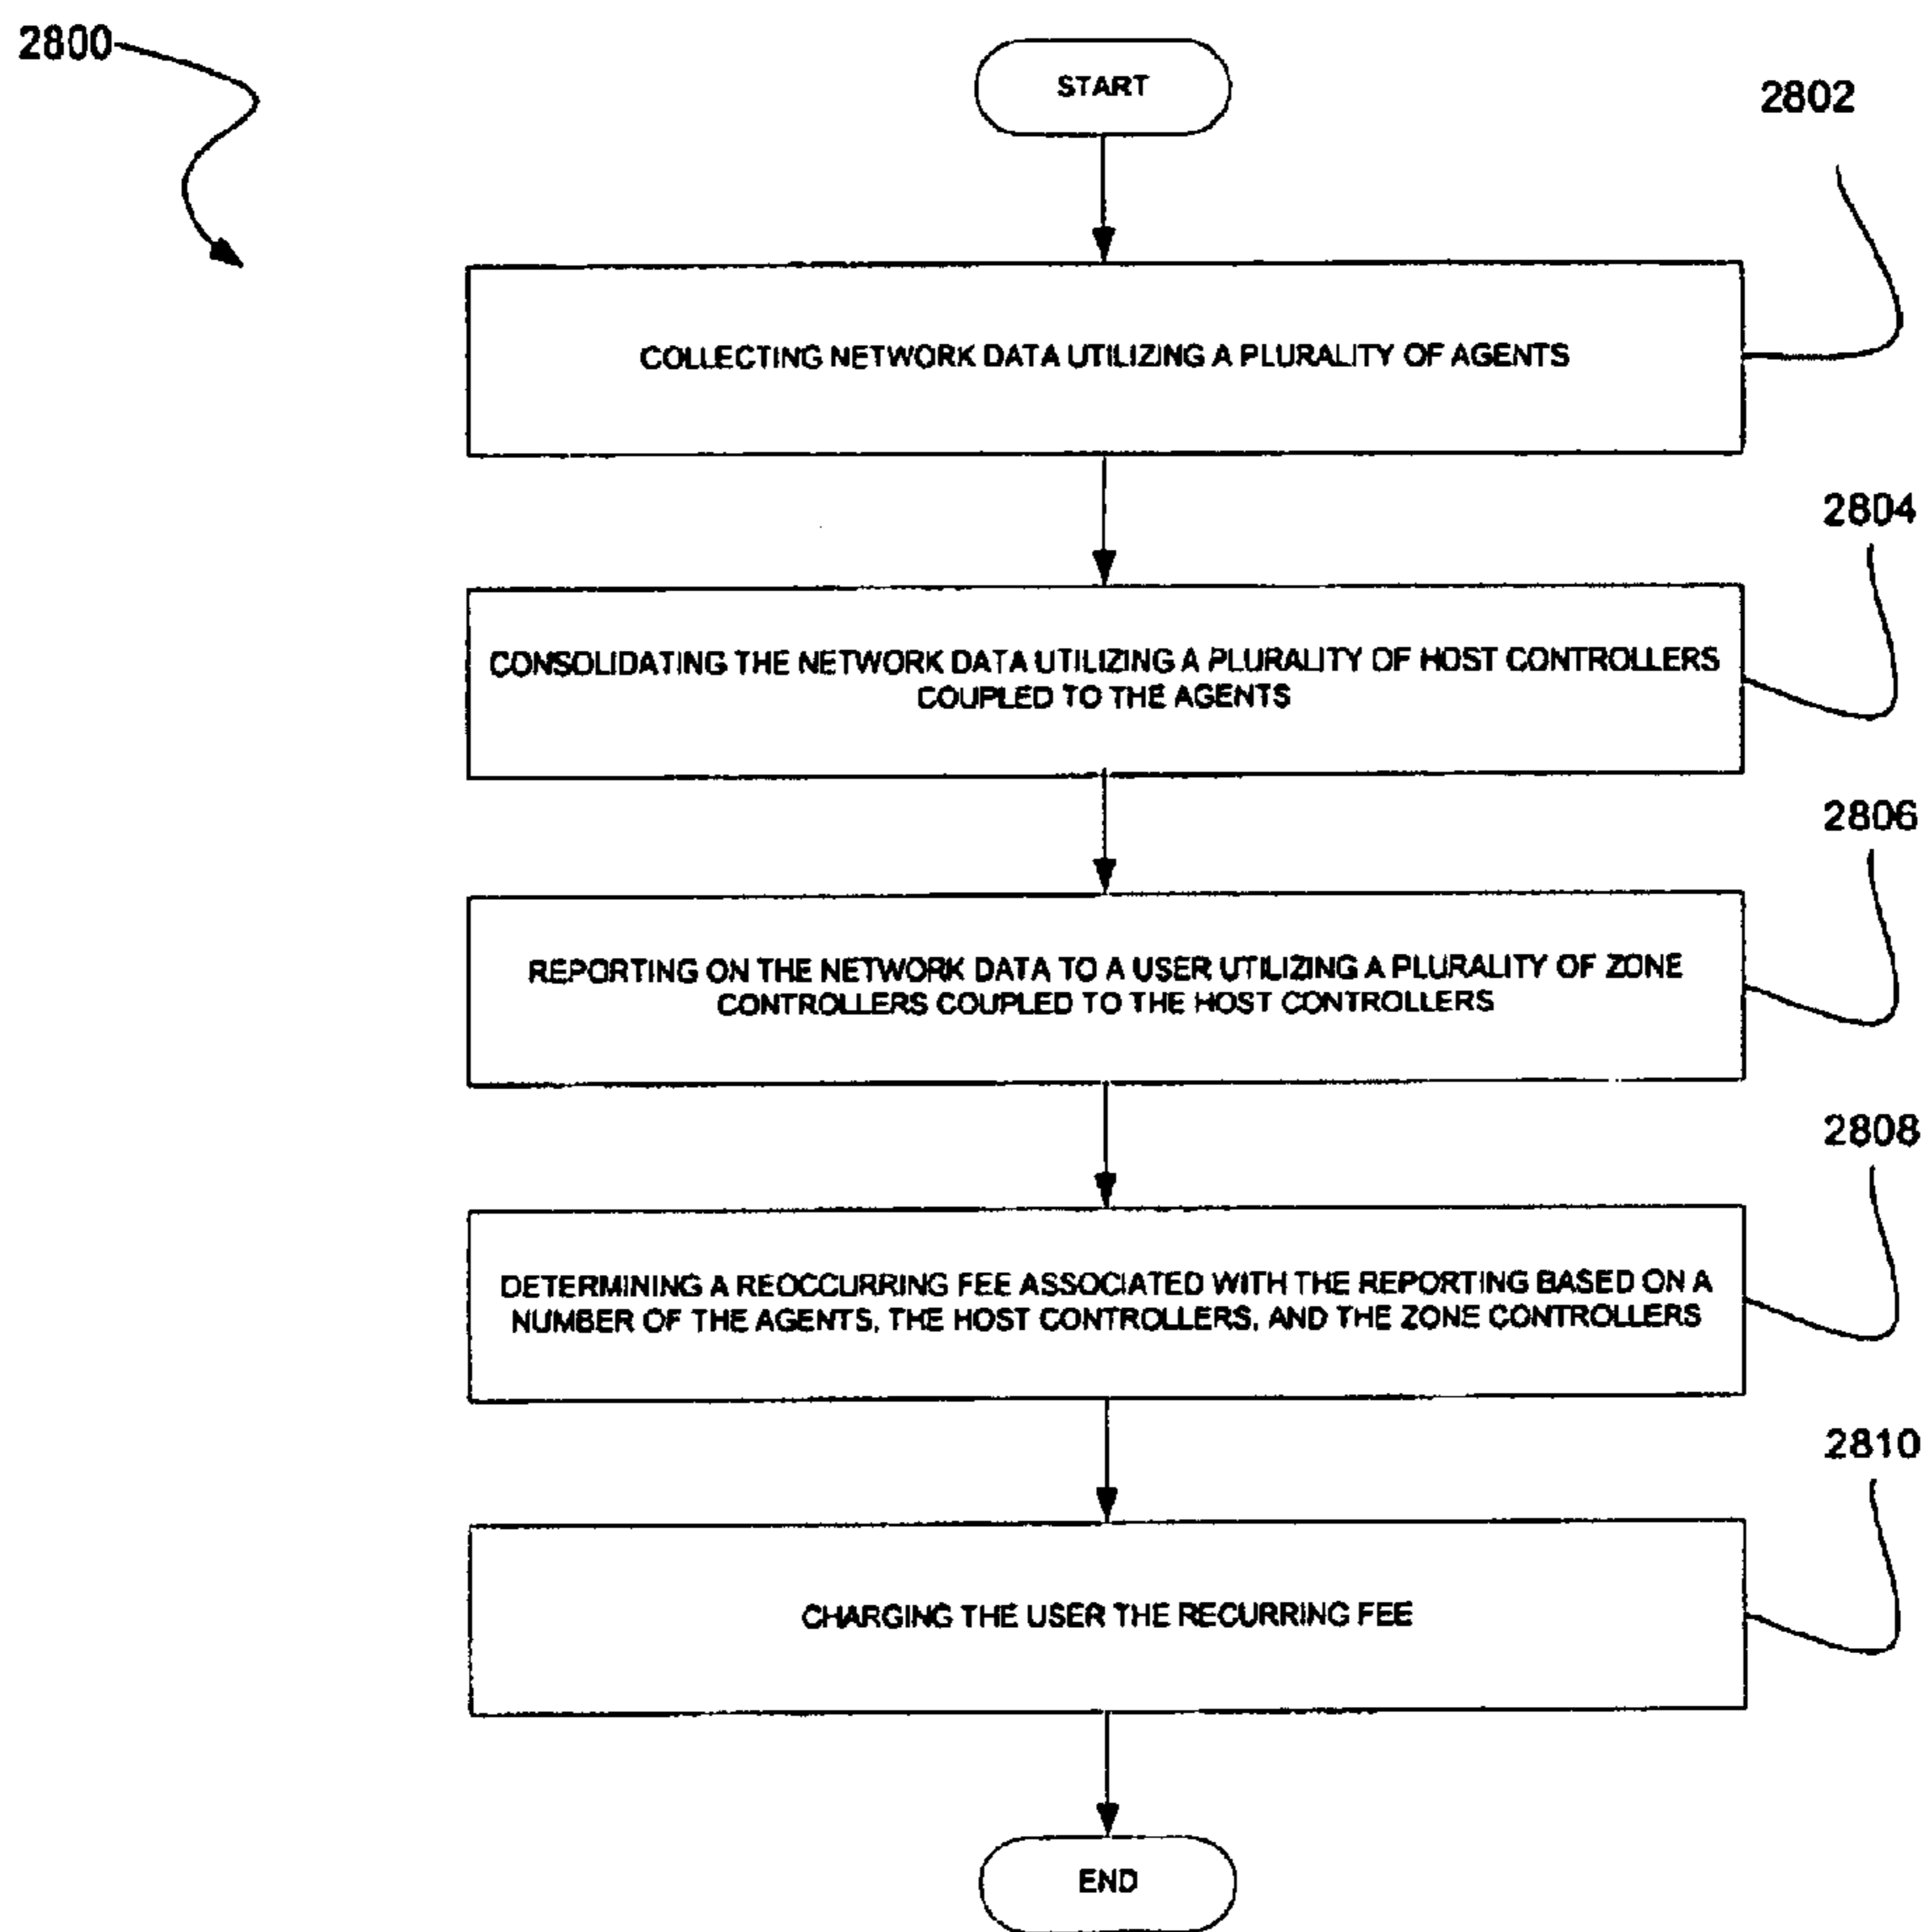 2800
START
2802
COLLECTING NETWORK DATA UTILIZING A PLURALITY OF AGENTS
2804
CONSOLIDATING THE NETWORK DATA UTILIZING A PLURALITY OF HOST CONTROLLERS
COUPLED TO THE AGENTS
2806
REPORTING ON THE NETWORK DATA TO A USER UTILIZING A PLURALITY OF ZONE
CONTROLLERS COUPLED TO THE HOST CONTROLLERS
2808
DETERMINING A REOCCURRING FEE ASSOCIATED WITH THE REPORTING BASED ON A
NUMBER OF THE AGENTS, THE HOST CONTROLLERS, AND THE ZONE CONTROLLERS
2810
CHARGING THE USER THE RECURRING FEE
END